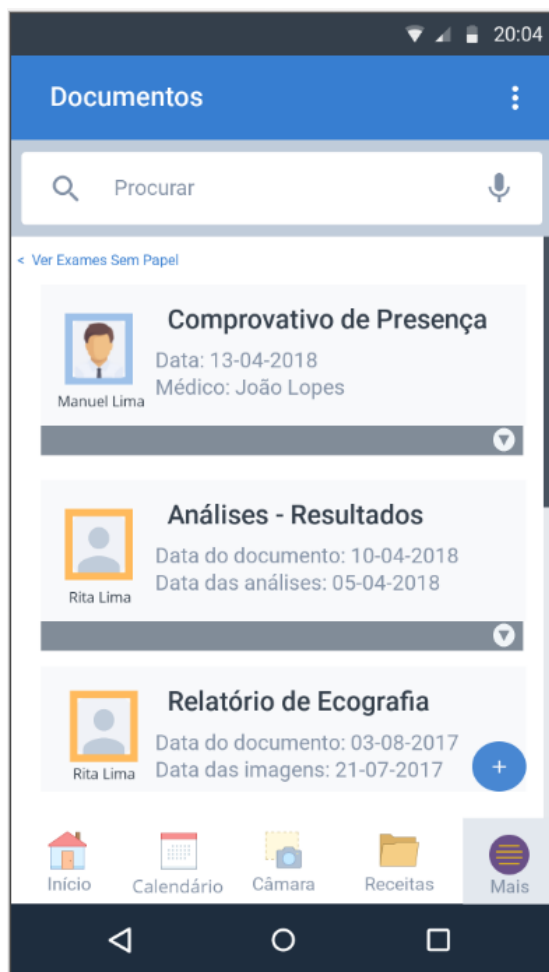 20:04
Documentos
Procurar
< Ver Exames Sem Papel
Comprovativo de Presença
Data: 13-04-2018
Médico: João Lopes
Manuel Lima
Análises - Resultados
Data do documento: 10-04-2018
Data das análises: 05-04-2018
Rita Lima
Relatório de Ecografia
Data do documento: 03-08-2017
Data das imagens: 21-07-2017
Rita Lima
+
Início
Calendário
Câmara
Receitas
Mais